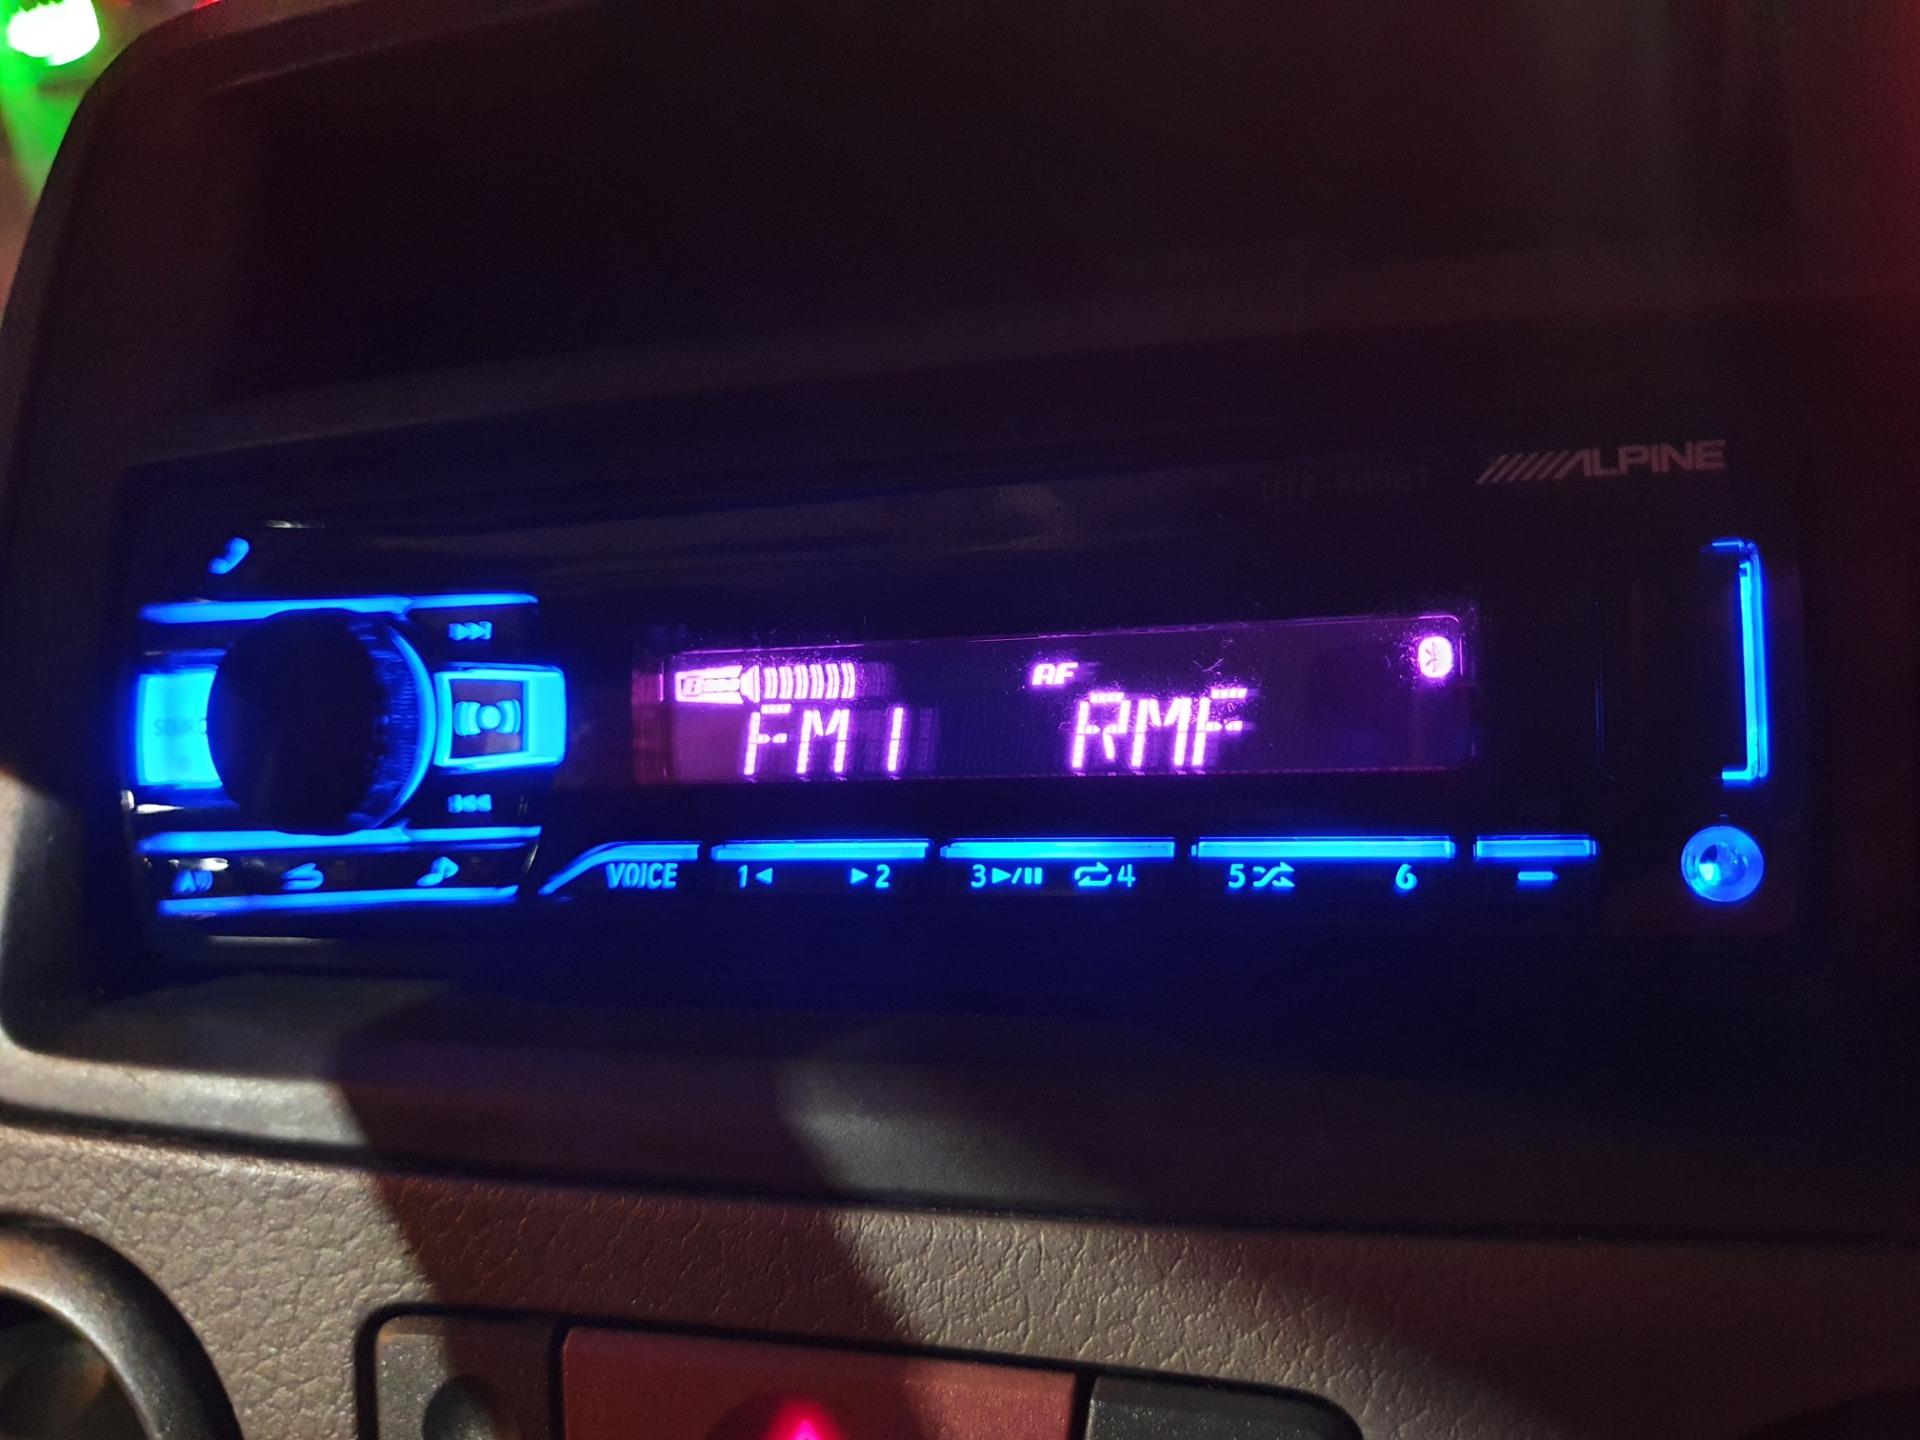 ALPINE
AF
FM1 RMF
VOICE 1 2 3 4 5 6